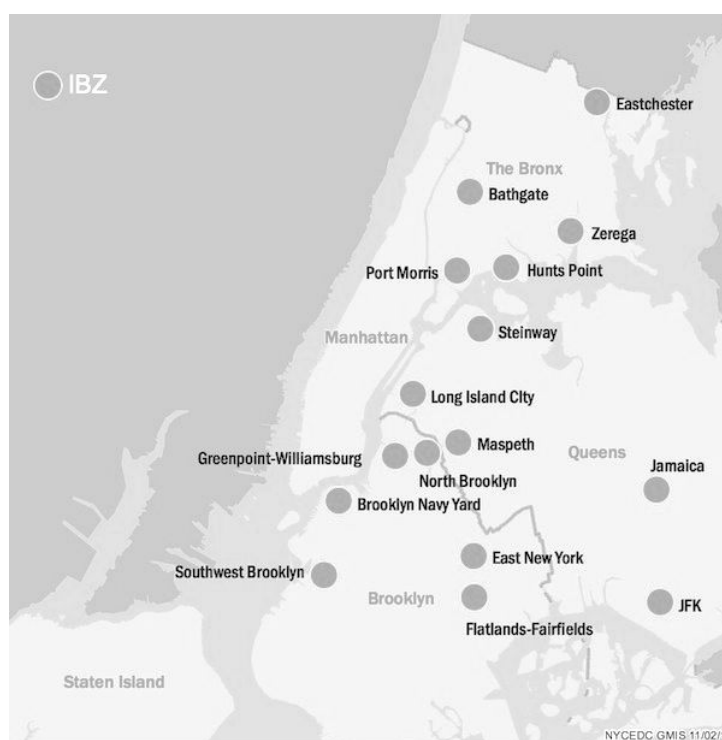 IBZ
Eastchester
The Bronx
Bathgate
Zerega
Port Morris
Hunts Point
Steinway
Manhattan
Long Island CIty
Greenpoint-Williamsburg
Maspeth
Queens
North Brooklyn
Jamaica
Brooklyn Navy Yard
East New York
Southwest Brooklyn
Brooklyn
JFK
Flatlands-Fairfields
Staten Island
NYCEDC GMIS 11/02/